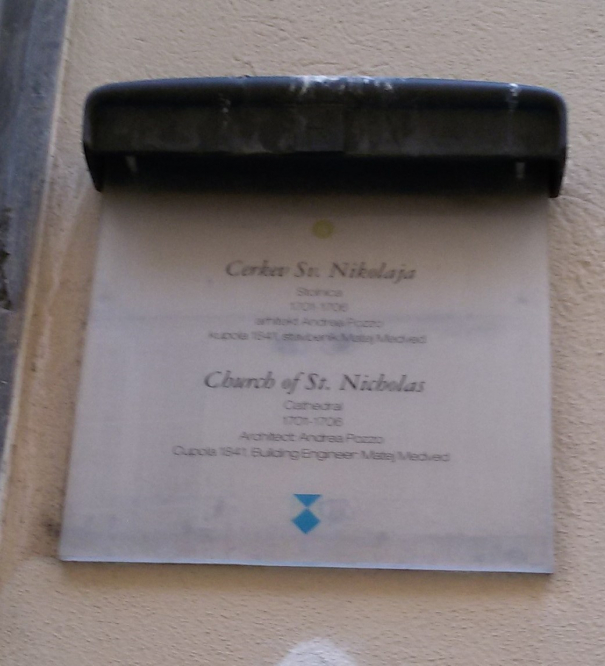 Cerkev Sv. Nikolaja
Stolnica
1701-1706
arhitekt Andrea Pozzo
kupola 1841, stavbenik Matej Medved
Church of St. Nicholas
Cathedral
1701-1706
Architect: Andrea Pozzo
Cupola 1841, Building Engineer: Matej Medved